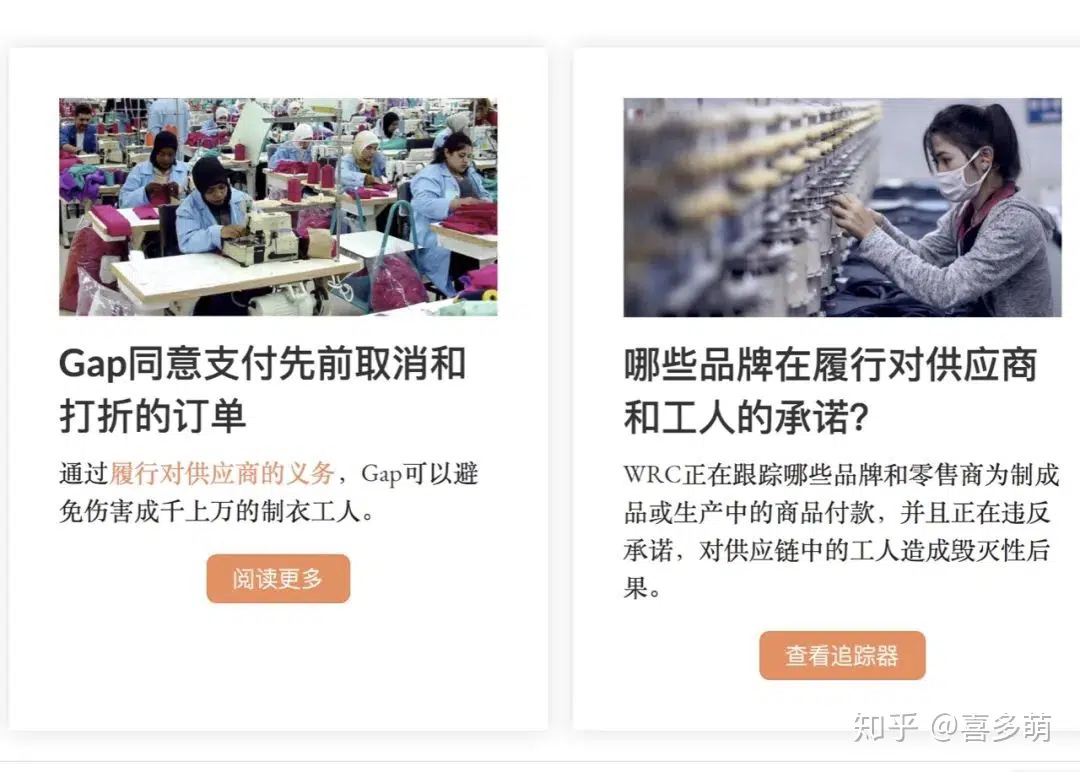 Gap同意支付先前取消和
打折的订单
通过履行对供应商的义务，Gap可以避
免伤害成千上万的制衣工人。
阅读更多
哪些品牌在履行对供应商
和工人的承诺？
WRC正在跟踪哪些品牌和零售商为制成
品或生产中的商品付款，并且正在违反
承诺，对供应链中的工人造成毁灭性后
果。
查看追踪器
知乎 @喜多萌